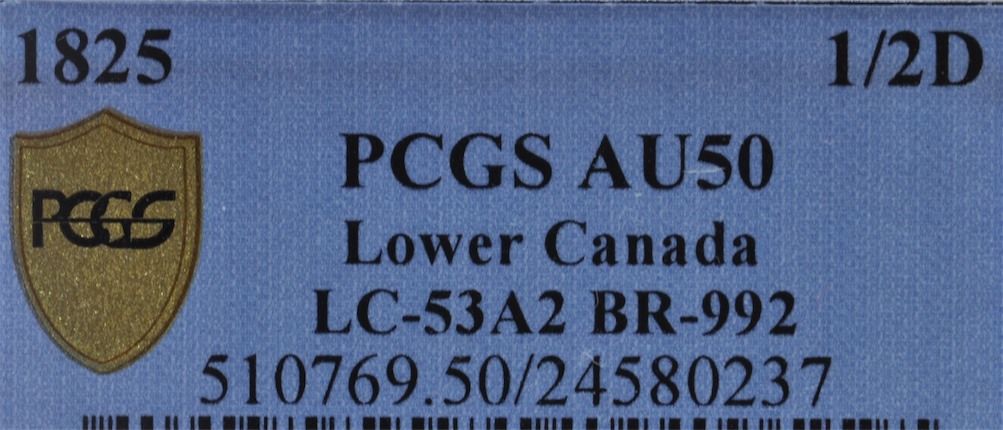 1825 1/2D
PCGS AU50
PCGS
Lower Canada
LC-53A2 BR-992
510769.50/24580237